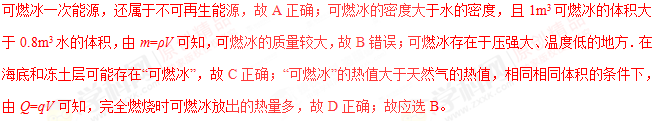 可燃冰一次能源，还属于不可再生能源，故 A 正确；可燃冰的密度大于水的密度，且 1m³ 可燃冰的体积大
于 0.8m³ 水的体积，由 m=ρV 可知，可燃冰的质量较大，故 B 错误；可燃冰存在于压强大、温度低的地方．在
海底和冻土层可能存在“可燃冰”，故 C 正确；“可燃冰”的热值大于天然气的热值，相同相同体积的条件下，
由 Q=qV 可知，完全燃烧时可燃冰放出的热量多，故 D 正确；故应选 B。